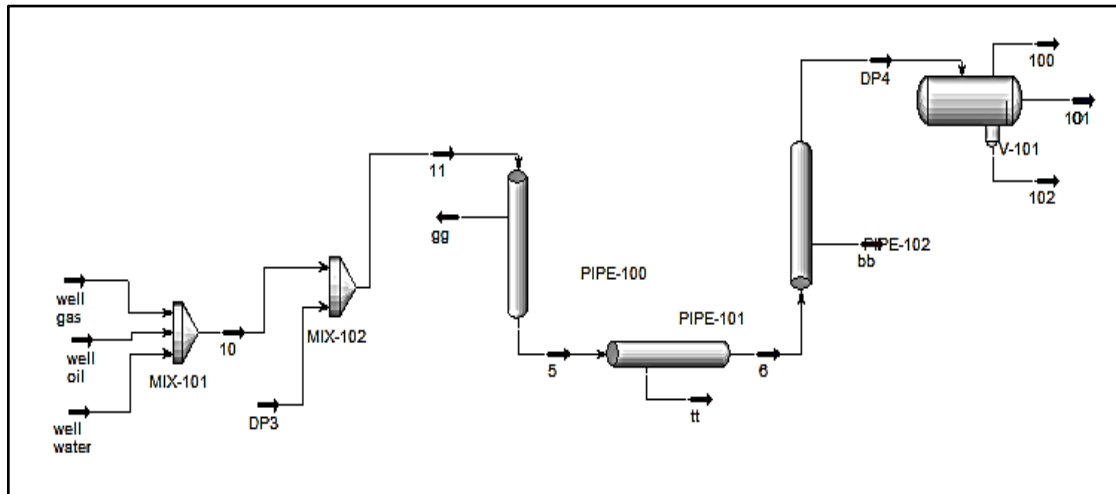 100
DP4
101
V-101
102
11
gg
PIPE-102
bb
PIPE-100
well
gas
PIPE-101
MIX-102
well
oil
10
5
6
MIX-101
DP3
tt
well
water